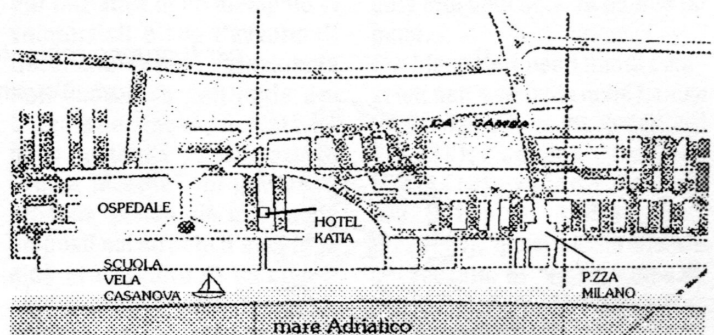 CA' GAMBA
OSPEDALE
HOTEL
KATIA
SCUOLA
VELA
CASANOVA
P.ZZA
MILANO
mare Adriatico